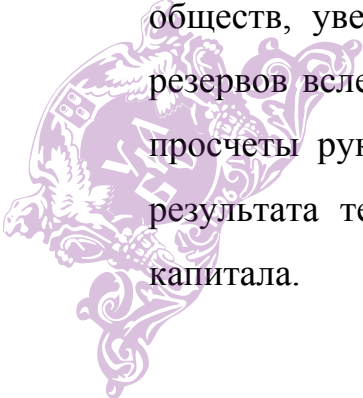 обществ, уве
резервов всле
просчеты рук
результата те
капитала.